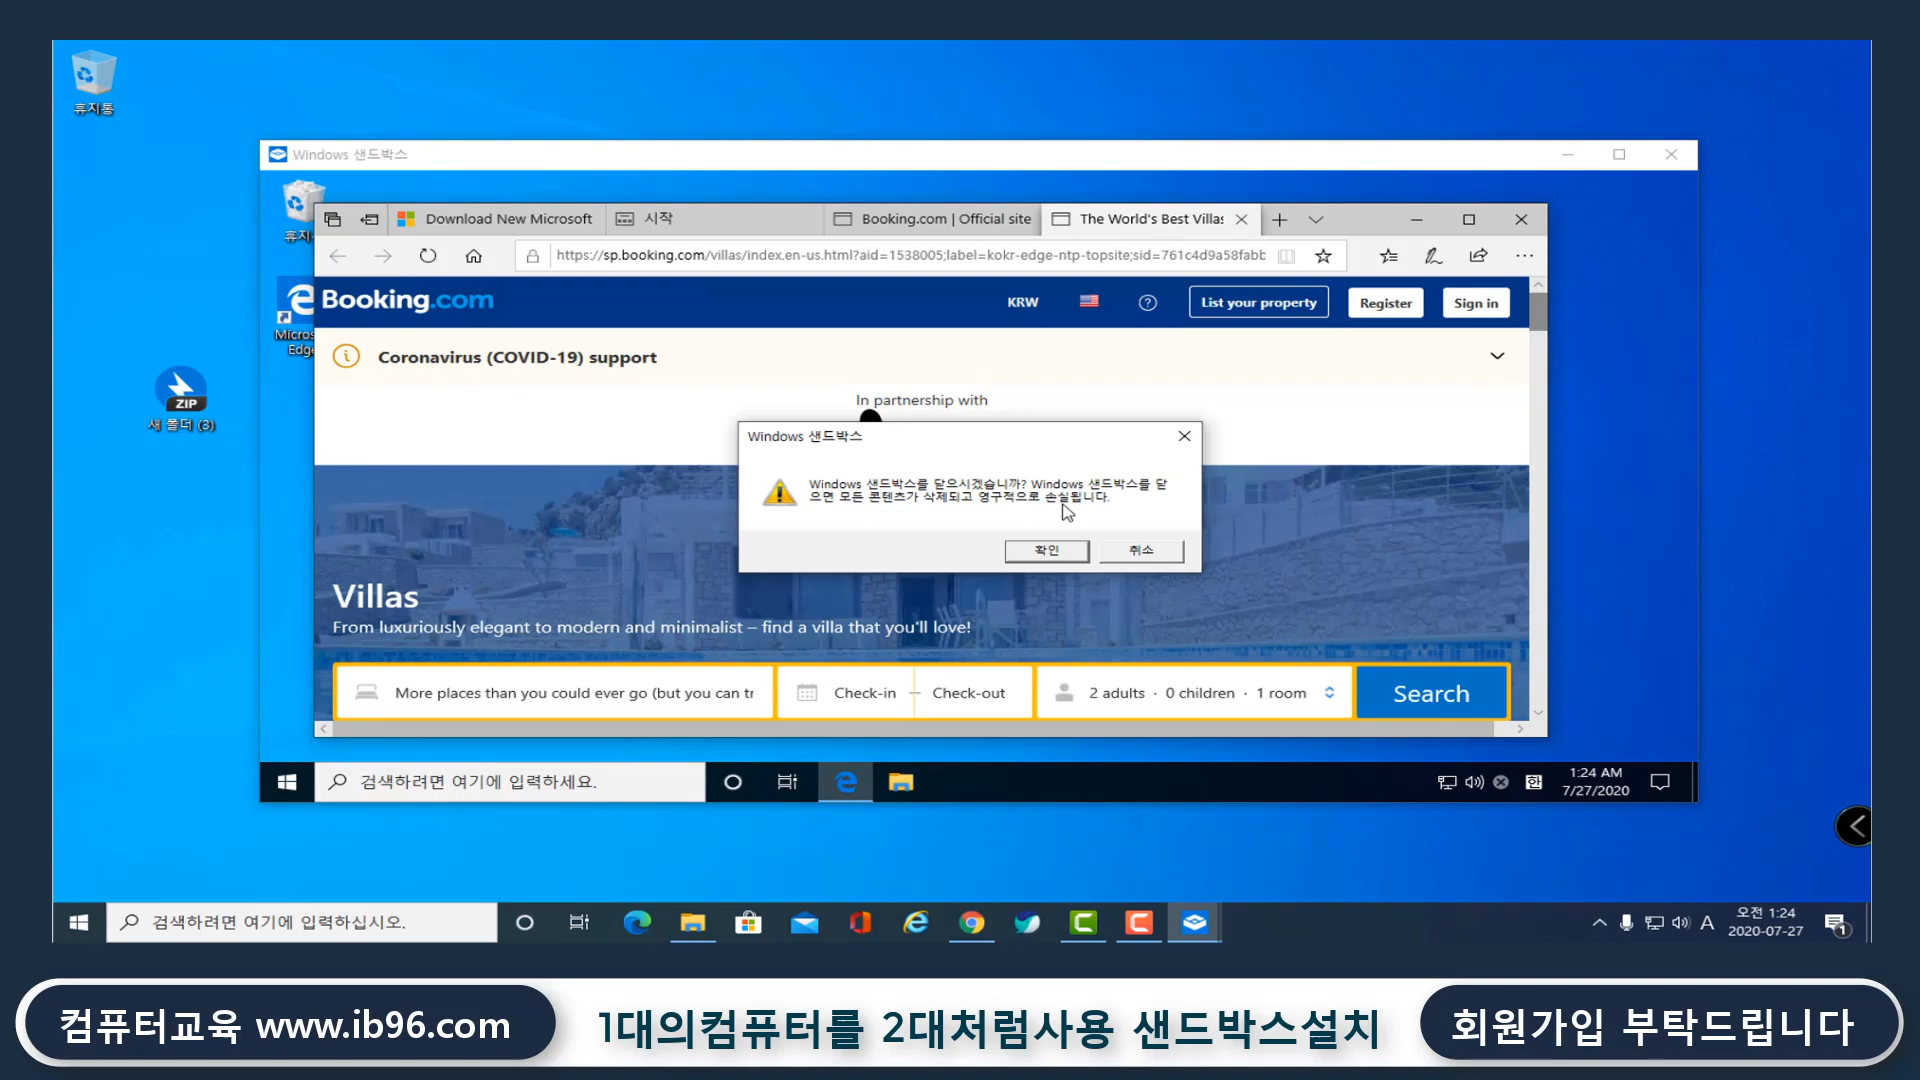 휴지통
Windows 샌드박스
Download New Microsoft
시작
Booking.com | Official site
The World's Best Villas
https://sp.booking.com/villas/index.en-us.html?aid=1538005;label=kokr-edge-ntp-topsite;sid=761c4d9a58fabb
휴지
Booking.com
KRW
List your property
Register
Sign in
Micros
Edge
Coronavirus (COVID-19) support
ZIP
새 폴더 (3)
In partnership with
Windows 샌드박스
Windows 샌드박스를 닫으시겠습니까? Windows 샌드박스를 닫
으면 모든 콘텐츠가 삭제되고 영구적으로 손실됩니다.
확인
취소
Villas
From luxuriously elegant to modern and minimalist – find a villa that you'll love!
More places than you could ever go (but you can tr
Check-in – Check-out
2 adults · 0 children · 1 room
Search
검색하려면 여기에 입력하세요.
한
1:24 AM
7/27/2020
검색하려면 여기에 입력하십시오.
A
오전 1:24
2020-07-27
1
컴퓨터교육 www.ib96.com
1대의컴퓨터를 2대처럼사용 샌드박스설치
회원가입 부탁드립니다